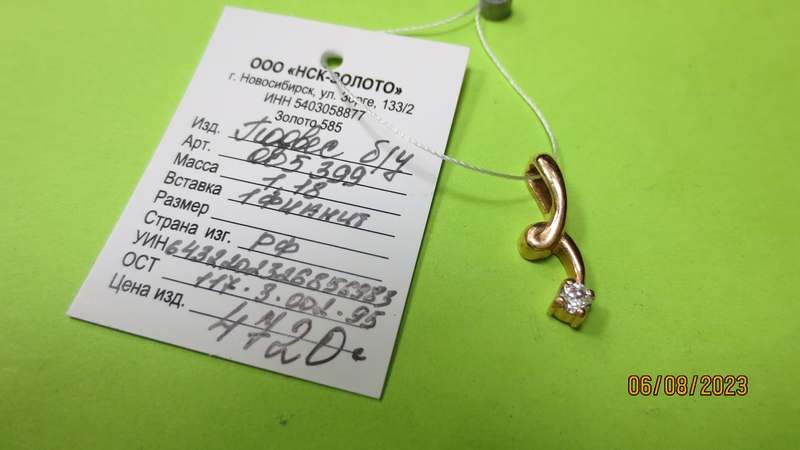 ООО «НСК-ЗОЛОТО»
г. Новосибирск, ул. Зорге, 133/2
ИНН 5403058877
Золото 585
Изд. Подвес б/у
Арт. 005 399
Масса 1,18
Вставка 1 фианит
Размер
Страна изг. РФ
УИН
ОСТ 117.3.002.95
Цена изд. 4720
06/08/2023